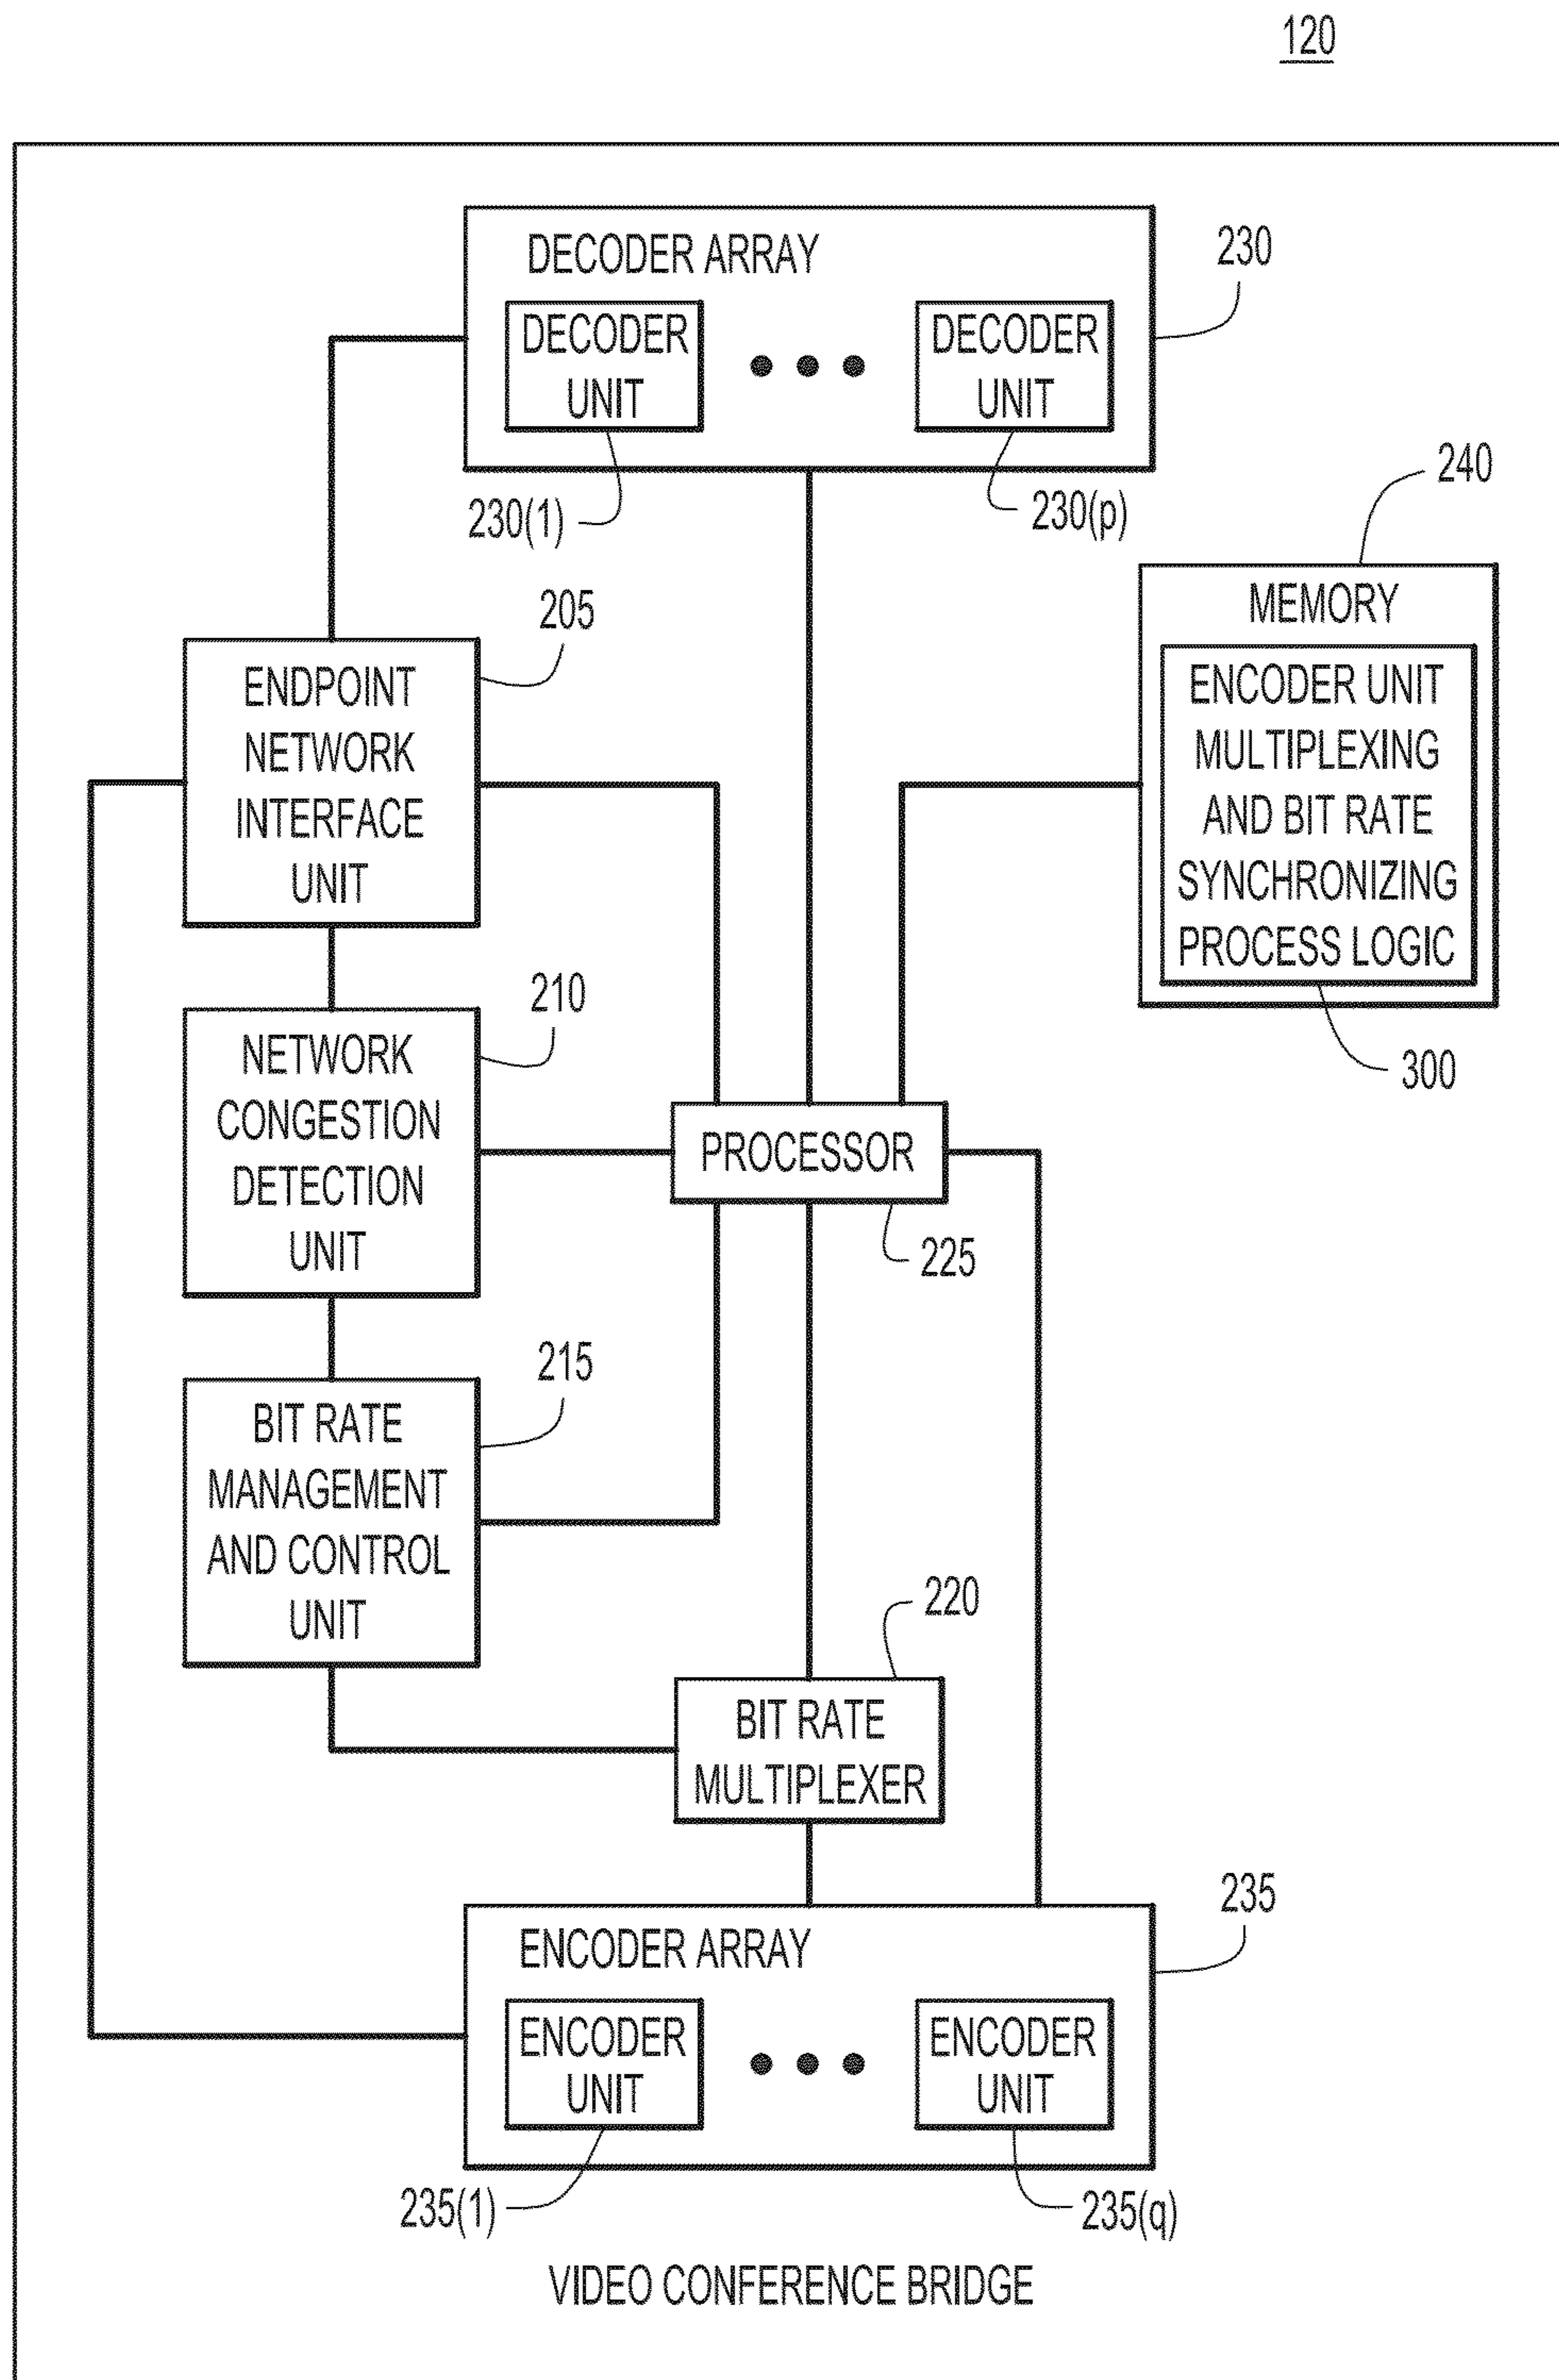 120
DECODER ARRAY
230
DECODER
UNIT
DECODER
UNIT
230(1)
230(p)
240
MEMORY
ENCODER UNIT
MULTIPLEXING
AND BIT RATE
SYNCHRONIZING
PROCESS LOGIC
300
205
ENDPOINT
NETWORK
INTERFACE
UNIT
210
NETWORK
CONGESTION
DETECTION
UNIT
PROCESSOR
225
215
BIT RATE
MANAGEMENT
AND CONTROL
UNIT
220
BIT RATE
MULTIPLEXER
235
ENCODER ARRAY
ENCODER
UNIT
ENCODER
UNIT
235(1)
235(q)
VIDEO CONFERENCE BRIDGE